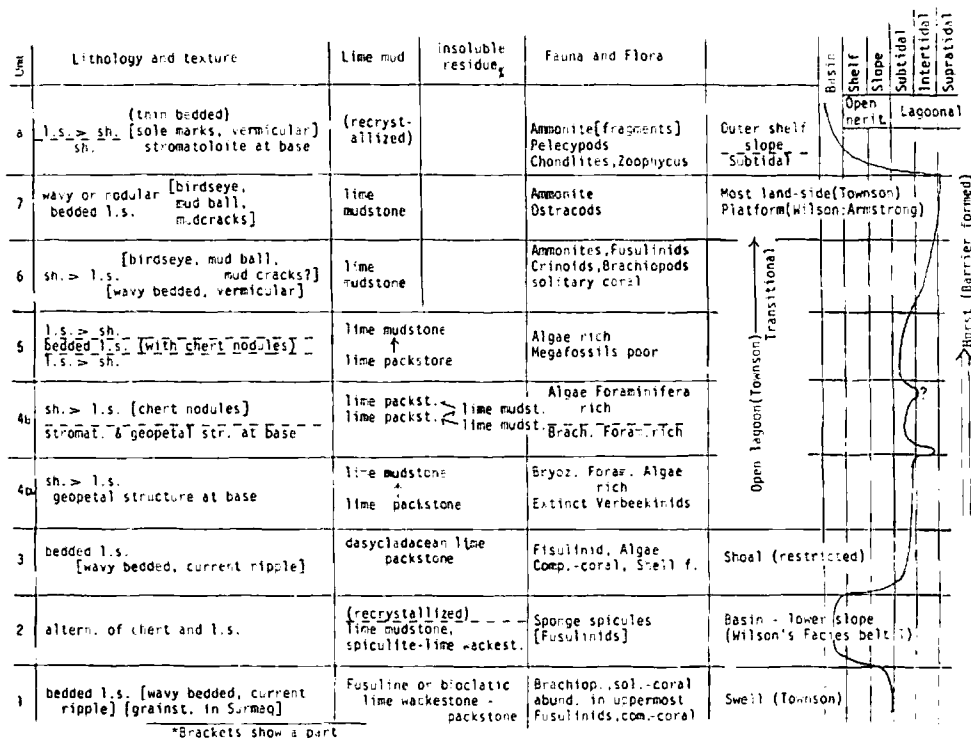 Unit
Lithology and texture
Lime mud
insoluble
residue*
Fauna and Flora
Basin
Shelf
Slope
Subtidal
Intertidal
Supratidal
Open
nerit.
Lagoonal
a
(thin bedded)
l.s. > sh. [sole marks, vermicular]
sh. stromatoloite at base
(recryst-
allized)
Ammonite[fragments]
Pelecypods
Chondlites,Zoophycus
Outer shelf
slope
Subtidal
7
wavy or nodular [birdseye,
bedded l.s. mud ball,
mudcracks]
lime
mudstone
Ammonite
Ostracods
Most land-side(Townson)
Platform(Wilson:Armstrong)
6
[birdseye, mud ball,
sh.> l.s. mud cracks?]
[wavy bedded, vermicular]
lime
mudstone
Ammonites,Fusulinids
Crinoids,Brachiopods
solitary coral
5
l.s.> sh.
bedded l.s. [with chert nodules]
l.s.> sh.
lime mudstone
lime packstore
Algae rich
Megafossils poor
4b
sh.> l.s. [chert nodules]
stromat. & geopetal str. at base
lime packst. lime mudst.
lime packst. lime mudst.
Algae Foraminifera
rich
Brach. Foram.rich
?
4a
sh.> l.s.
geopetal structure at base
lime mudstone
lime packstone
Bryoz. Foram. Algae
rich
Extinct Verbeekinids
Open lagoon(Townson)
Transitional
Horst (Barrier formed)
3
bedded l.s.
[wavy bedded, current ripple]
dasycladacean lime
packstone
Fisulinid, Algae
Comp.-coral, Shell f.
Shoal (restricted)
2
altern. of chert and l.s.
(recrystallized)
lime mudstone,
spiculite-lime wackest.
Sponge spicules
[Fusulinids]
Basin - lower slope
(Wilson's Facies belt 1)
1
bedded l.s. [wavy bedded, current
ripple] [grainst. in Surmaq]
Fusuline or bioclatic
lime wackestone -
packstone
Brachiop.,sol.-coral
abund. in uppermost
Fusulinids,com.-coral
Swell (Townson)
*Brackets show a part